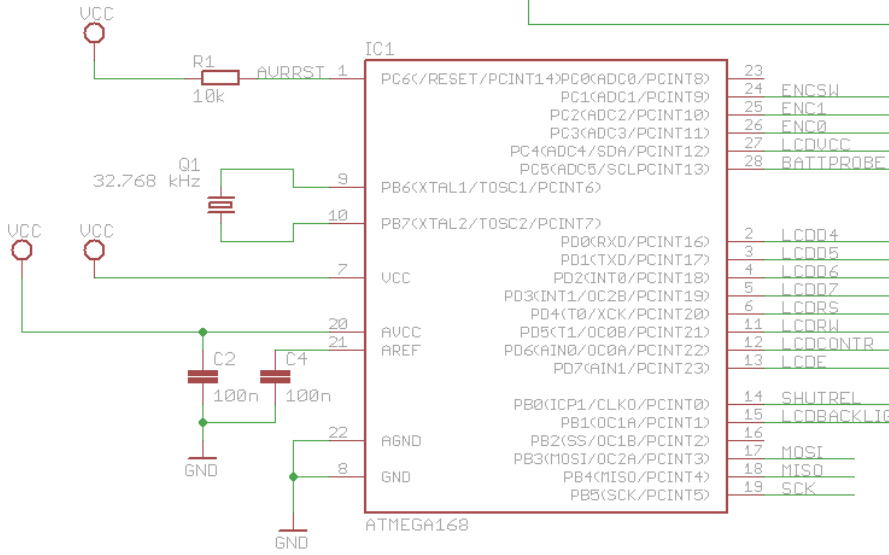 VCC
IC1
R1
10k
AVRRST 1
PC6(/RESET/PCINT14)PC0(ADC0/PCINT8) 23
PC1(ADC1/PCINT9) 24 ENCSW
PC2(ADC2/PCINT10) 25 ENC1
PC3(ADC3/PCINT11) 26 ENC0
PC4(ADC4/SDA/PCINT12) 27 LCDVCC
PC5(ADC5/SCLPCINT13) 28 BATTPROBE
Q1
32.768 kHz
9 PB6(XTAL1/TOSC1/PCINT6)
10 PB7(XTAL2/TOSC2/PCINT7)
VCC VCC
PD0(RXD/PCINT16) 2 LCDD4
PD1(TXD/PCINT17) 3 LCDD5
7 VCC PD2(INT0/PCINT18) 4 LCDD6
PD3(INT1/OC2B/PCINT19) 5 LCDD7
PD4(T0/XCK/PCINT20) 6 LCDRS
20 AVCC PD5(T1/OC0B/PCINT21) 11 LCDRW
21 AREF PD6(AIN0/OC0A/PCINT22) 12 LCDCONTR
PD7(AIN1/PCINT23) 13 LCDE
C2 C4
100n 100n
PB0(ICP1/CLKO/PCINT0) 14 SHUTREL
PB1(OC1A/PCINT1) 15 LCDBACKLIG
22 AGND PB2(SS/OC1B/PCINT2) 16
PB3(MOSI/OC2A/PCINT3) 17 MOSI
8 GND PB4(MISO/PCINT4) 18 MISO
PB5(SCK/PCINT5) 19 SCK
GND
GND
ATMEGA168